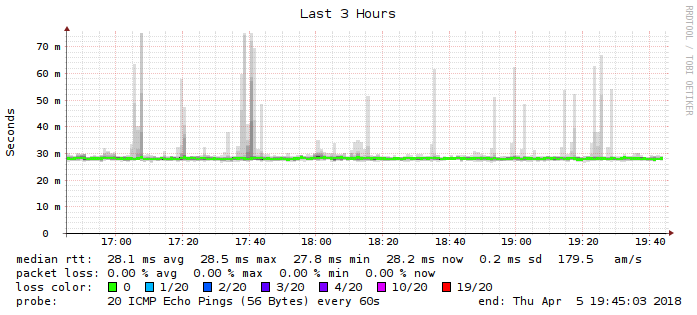 Last 3 Hours
RRDTOOL / TOBI OETIKER
Seconds
70 m
60 m
50 m
40 m
30 m
20 m
10 m
0
17:00 17:20 17:40 18:00 18:20 18:40 19:00 19:20 19:40
median rtt: 28.1 ms avg 28.5 ms max 27.8 ms min 28.2 ms now 0.2 ms sd 179.5 am/s
packet loss: 0.00 % avg 0.00 % max 0.00 % min 0.00 % now
loss color: 0 1/20 2/20 3/20 4/20 10/20 19/20
probe: 20 ICMP Echo Pings (56 Bytes) every 60s end: Thu Apr 5 19:45:03 2018